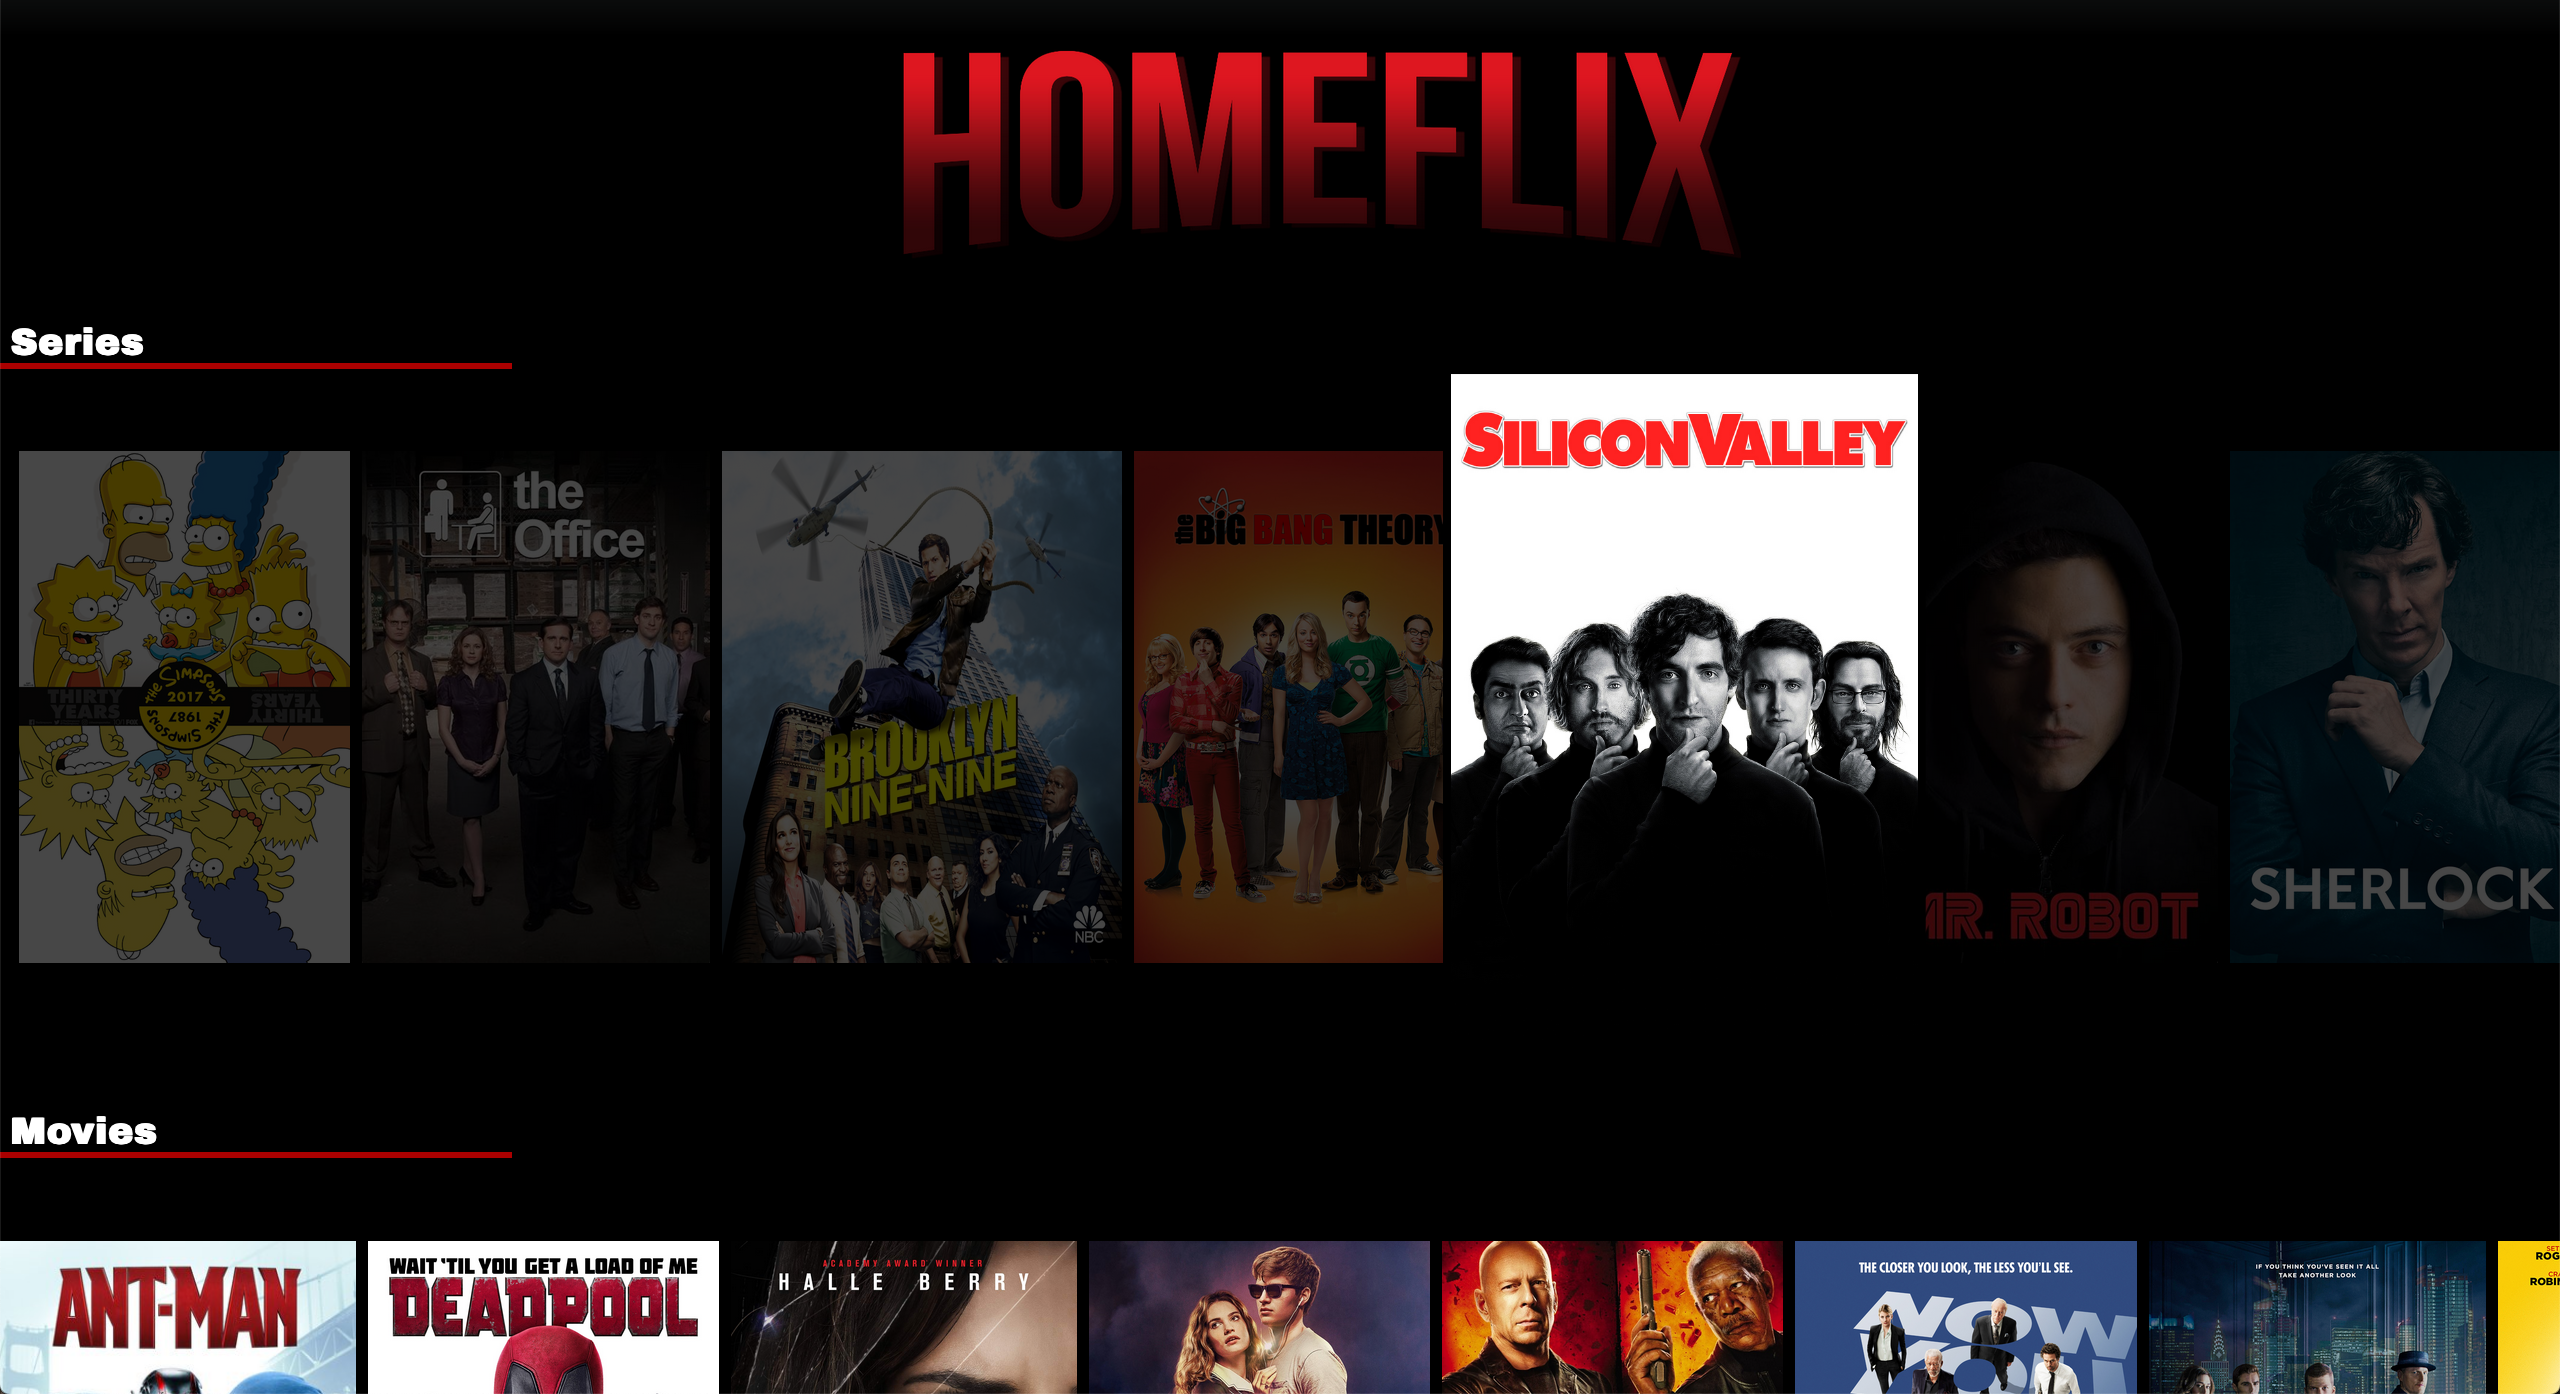 HOMEFLIX
Series
THIRTY
YEARS
THE SIMPSONS
2017
1987
THE SIMPSONS
THIRTY
YEARS
the
Office
BROOKLYN
NINE-NINE
NBC
the BIG BANG THEORY
SILICON VALLEY
MR. ROBOT
SHERLOCK
Movies
ANT-MAN
WAIT 'TIL YOU GET A LOAD OF ME
DEADPOOL
ACADEMY AWARD WINNER
HALLE BERRY
THE CLOSER YOU LOOK, THE LESS YOU'LL SEE.
NOW
YOU
IF YOU THINK YOU'VE SEEN IT ALL
TAKE ANOTHER LOOK
SET
ROG
CRA
ROBIN